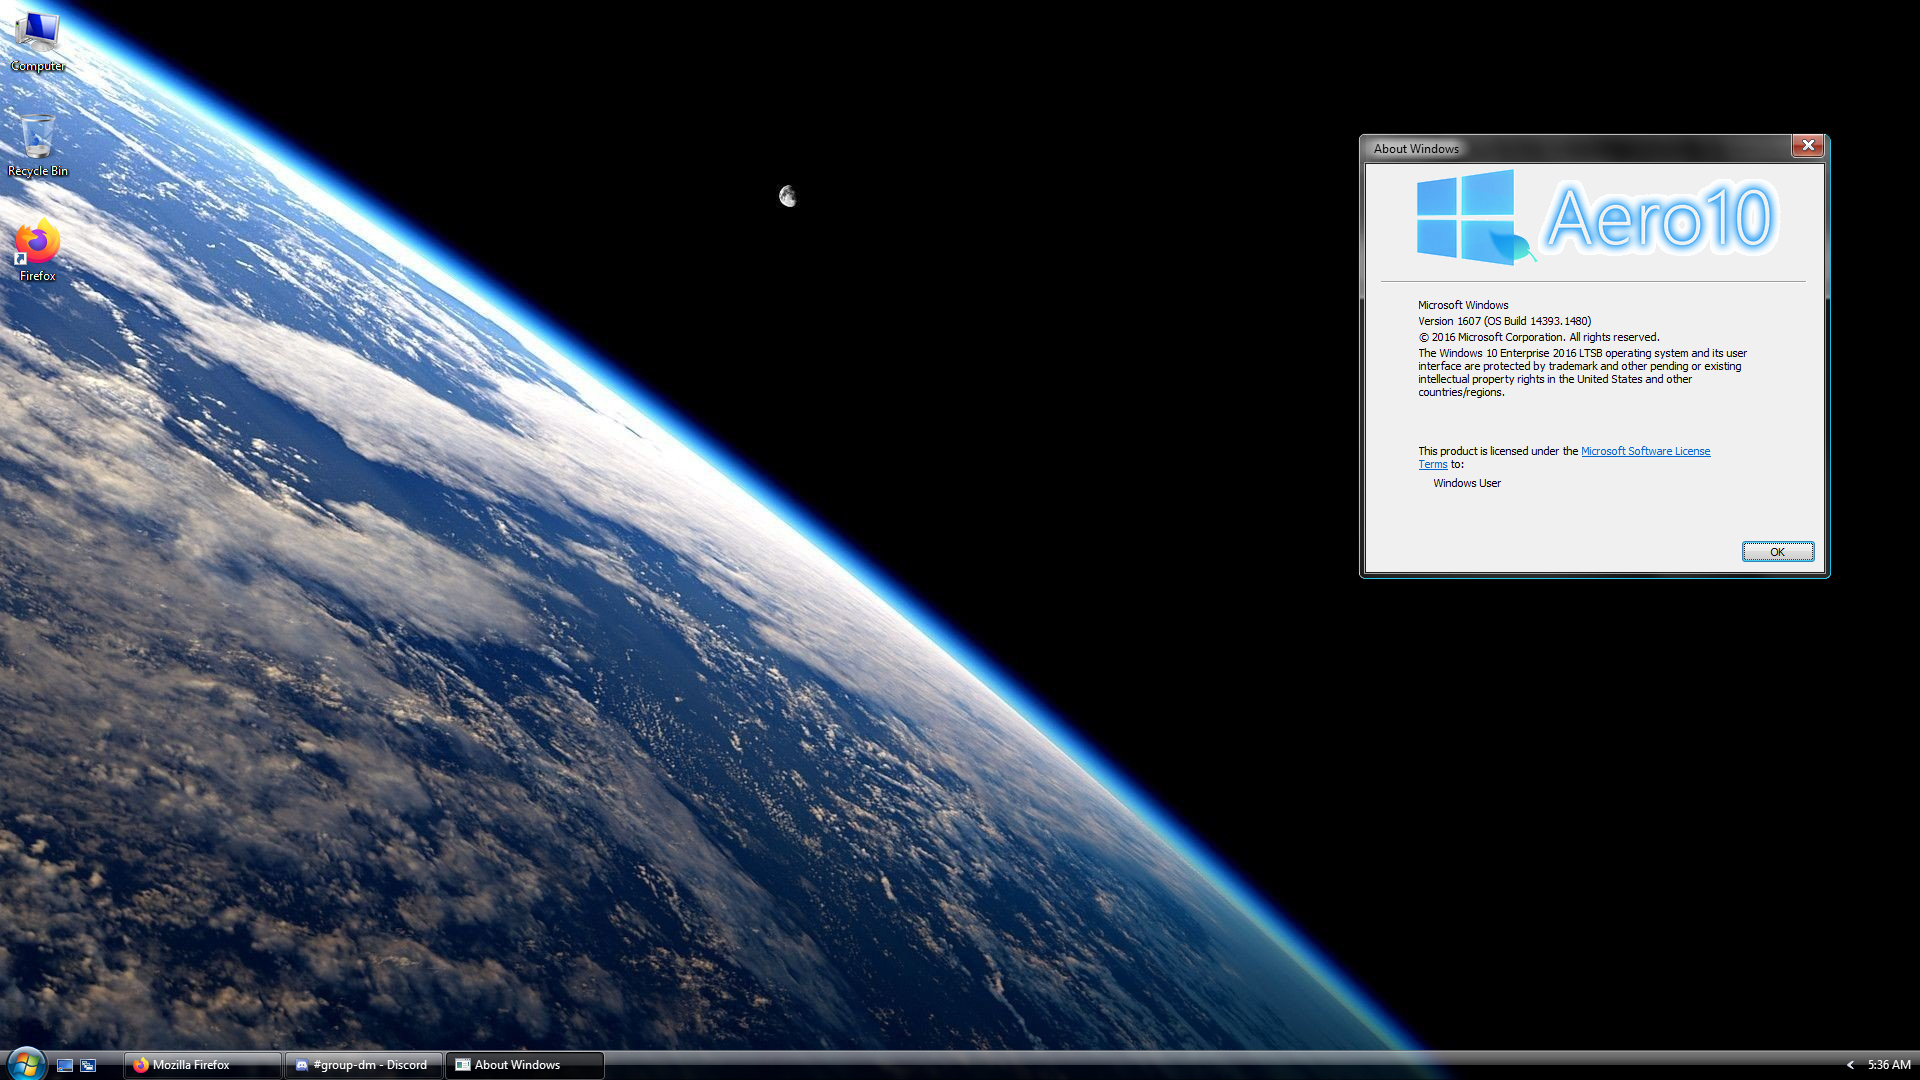 Computer
Recycle Bin
Firefox
About Windows
Aero10
Microsoft Windows
Version 1607 (OS Build 14393.1480)
© 2016 Microsoft Corporation. All rights reserved.
The Windows 10 Enterprise 2016 LTSB operating system and its user
interface are protected by trademark and other pending or existing
intellectual property rights in the United States and other
countries/regions.
This product is licensed under the Microsoft Software License
Terms to:
Windows User
OK
Mozilla Firefox
#group-dm - Discord
About Windows
5:36 AM